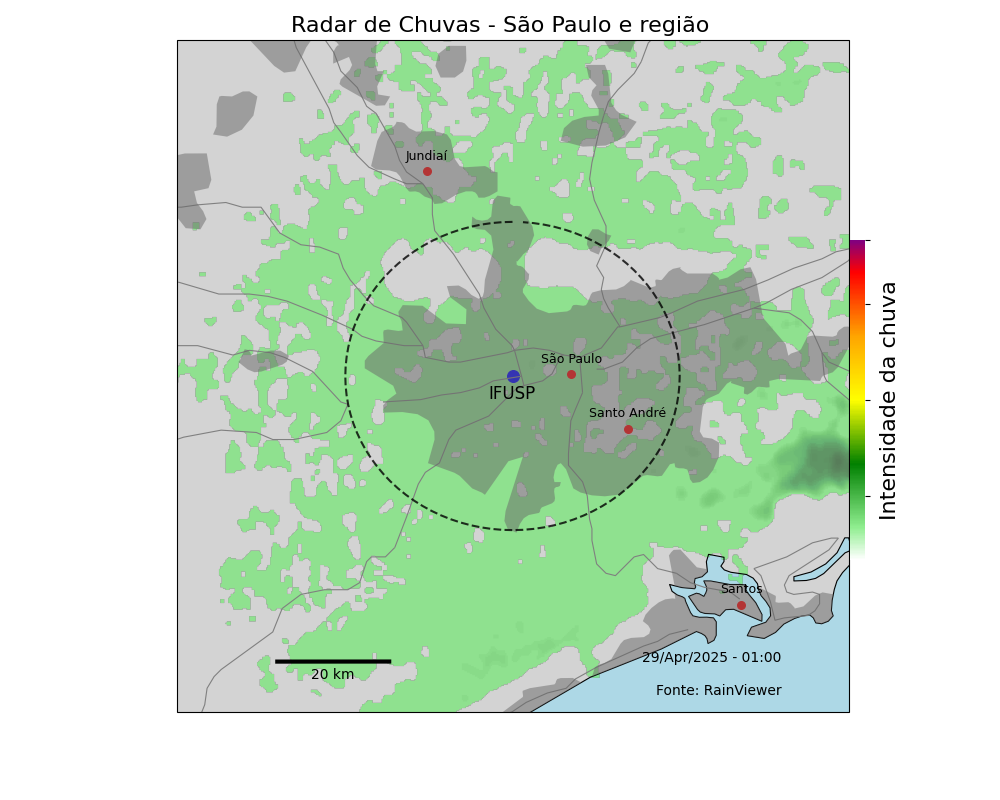 Radar de Chuvas - São Paulo e região
Jundiaí
São Paulo
IFUSP
Santo André
Intensidade da chuva
Santos
29/Apr/2025 - 01:00
20 km
Fonte: RainViewer